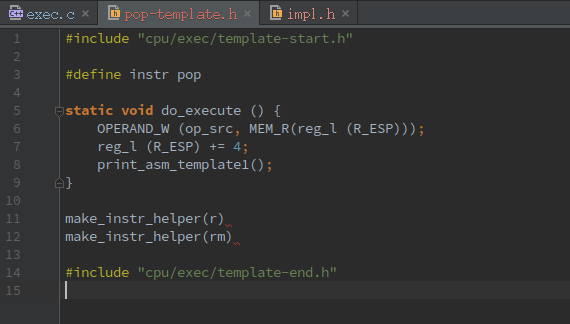 exec.c pop-template.h impl.h
1 #include "cpu/exec/template-start.h"
2
3 #define instr pop
4
5 static void do_execute () {
6 OPERAND_W (op_src, MEM_R(reg_l (R_ESP)));
7 reg_l (R_ESP) += 4;
8 print_asm_template1();
9 }
10
11 make_instr_helper(r)
12 make_instr_helper(rm)
13
14 #include "cpu/exec/template-end.h"
15